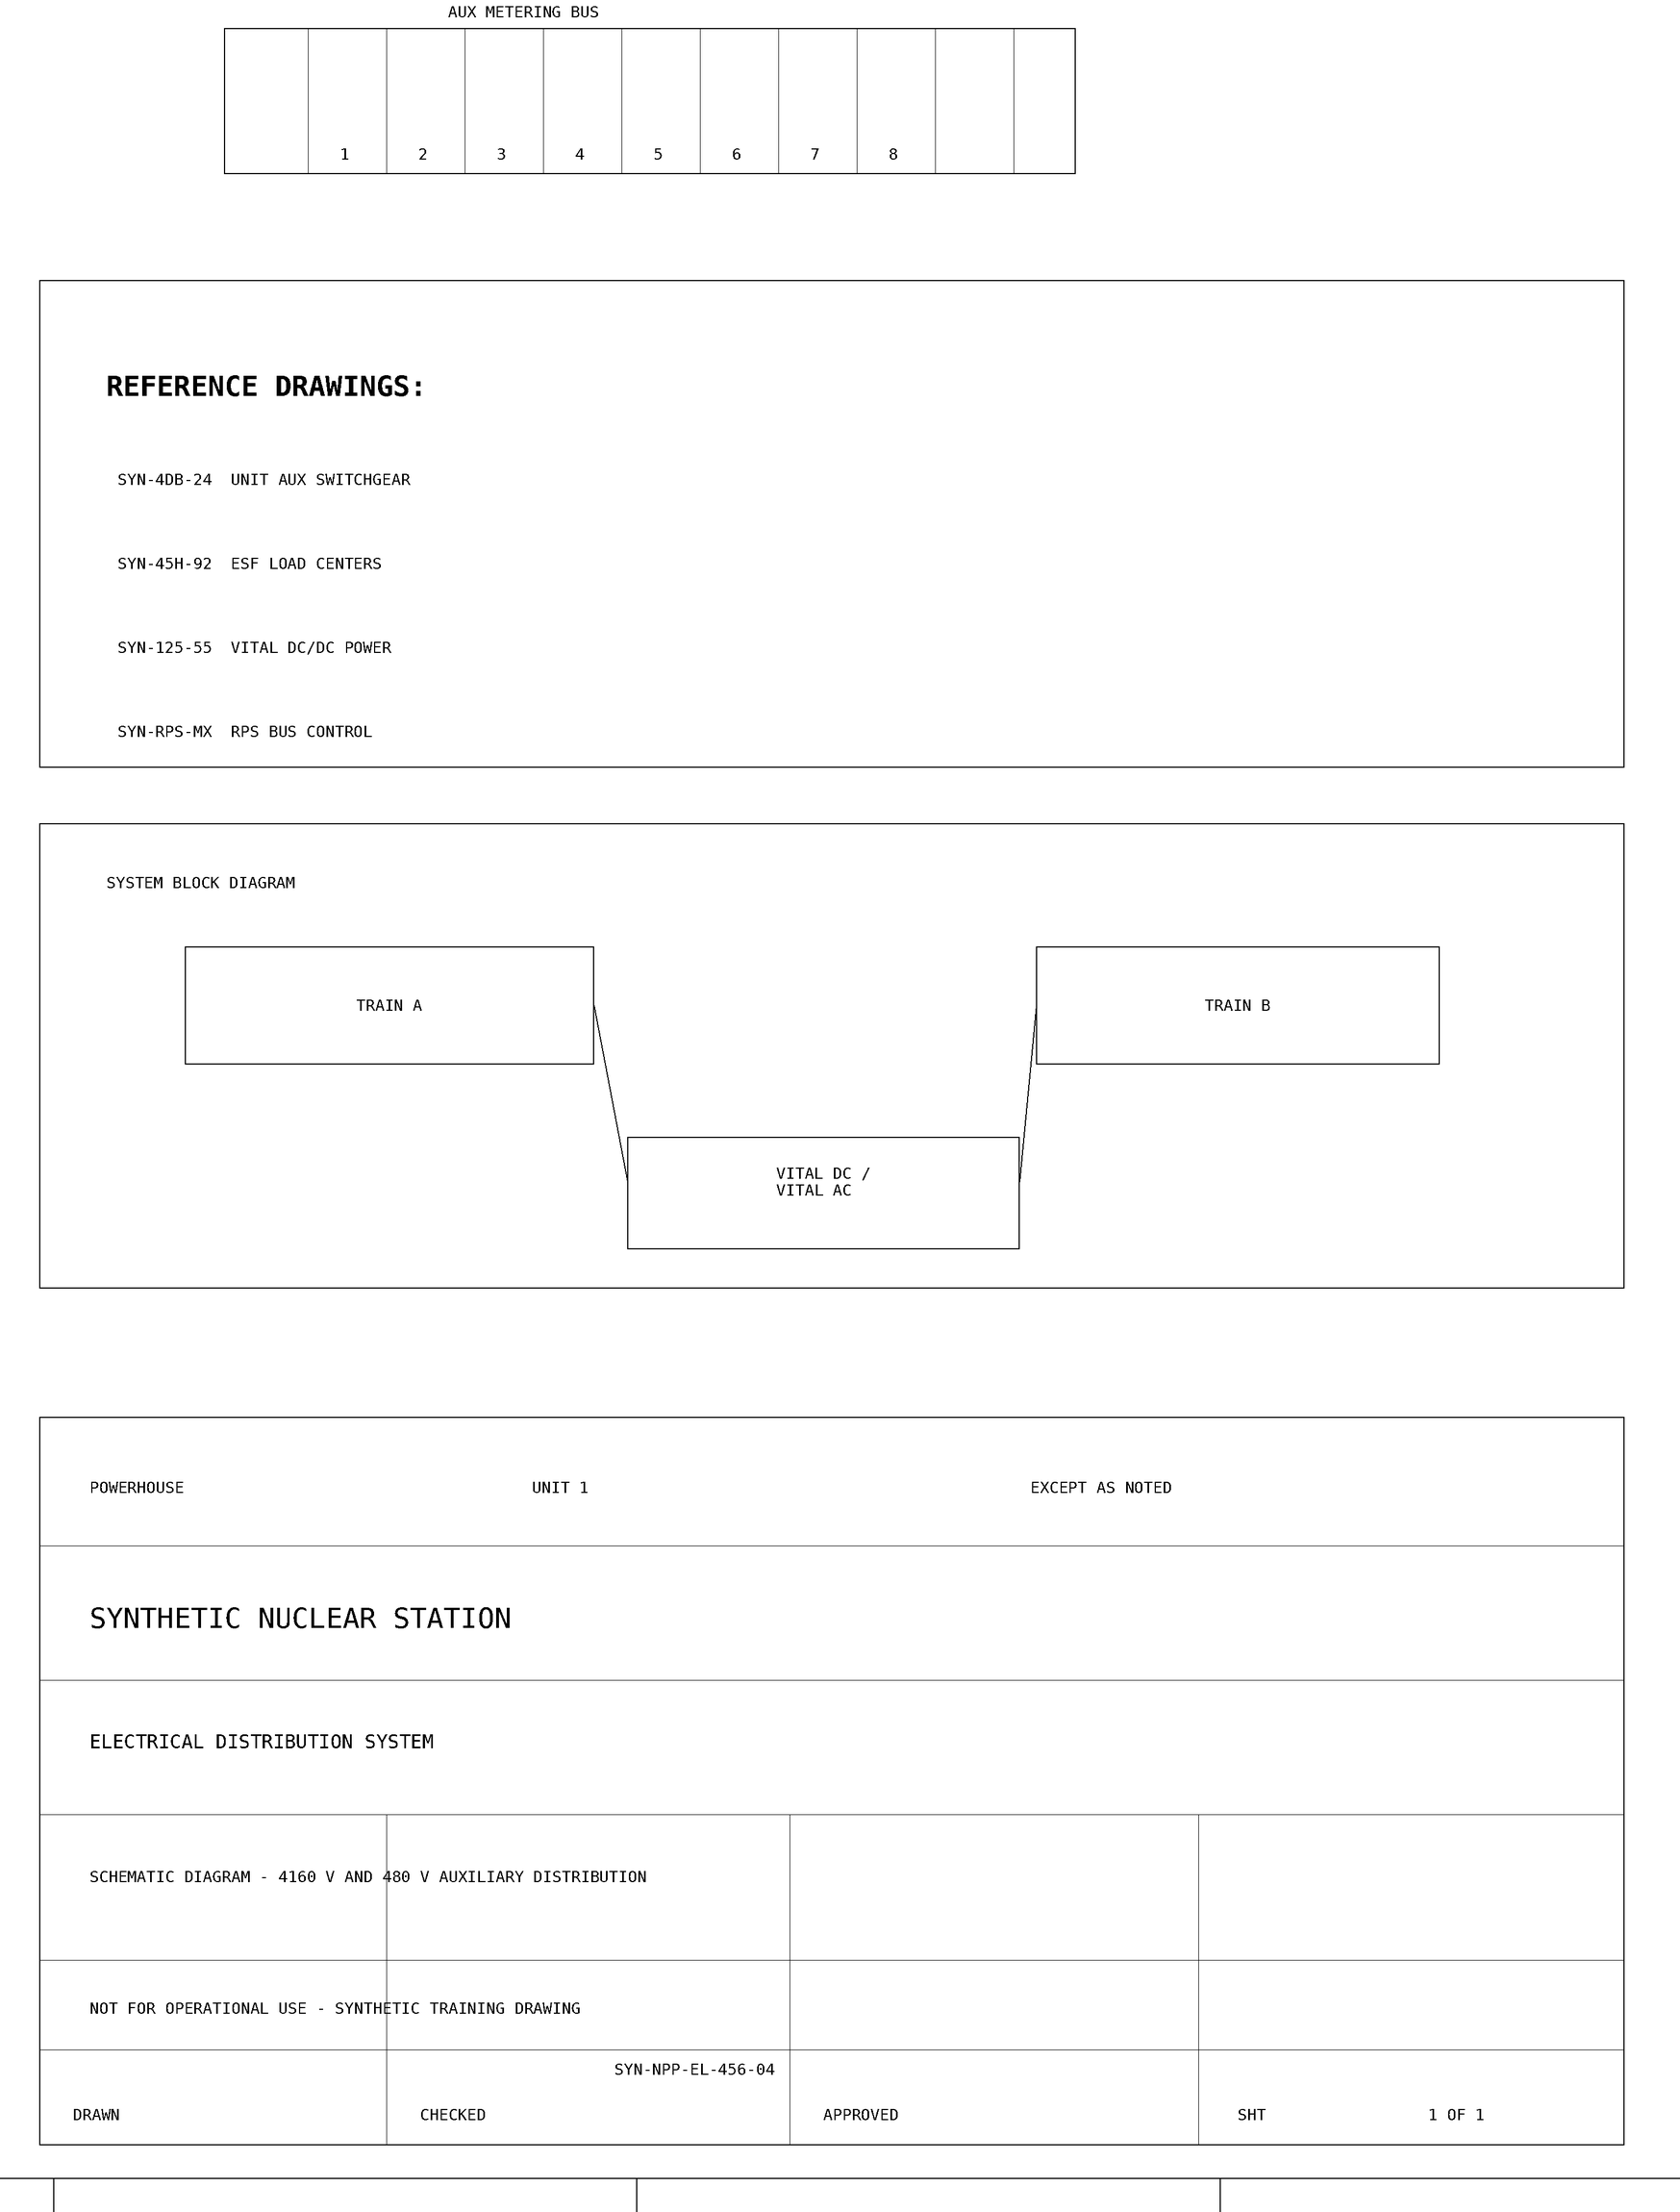 AUX METERING BUS
1 2 3 4 5 6 7 8
REFERENCE DRAWINGS:
SYN-4DB-24  UNIT AUX SWITCHGEAR
SYN-45H-92  ESF LOAD CENTERS
SYN-125-55  VITAL DC/DC POWER
SYN-RPS-MX  RPS BUS CONTROL
SYSTEM BLOCK DIAGRAM
TRAIN A
TRAIN B
VITAL DC /
VITAL AC
POWERHOUSE UNIT 1 EXCEPT AS NOTED
SYNTHETIC NUCLEAR STATION
ELECTRICAL DISTRIBUTION SYSTEM
SCHEMATIC DIAGRAM - 4160 V AND 480 V AUXILIARY DISTRIBUTION
NOT FOR OPERATIONAL USE - SYNTHETIC TRAINING DRAWING
SYN-NPP-EL-456-04
DRAWN CHECKED APPROVED SHT 1 OF 1